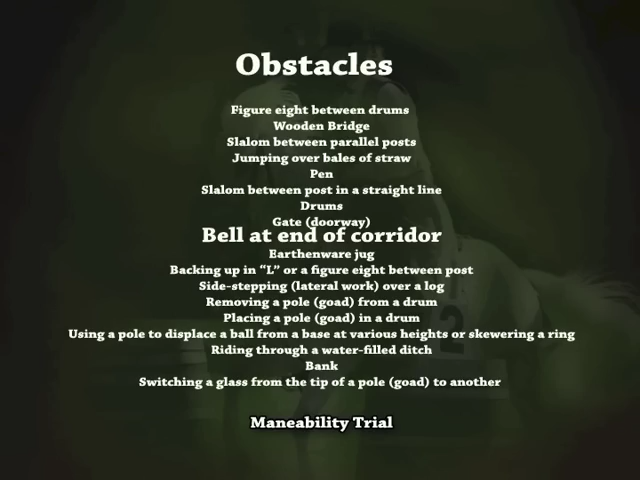 Obstacles
Figure eight between drums
Wooden Bridge
Slalom between parallel posts
Jumping over bales of straw
Pen
Slalom between post in a straight line
Drums
Gate (doorway)
Bell at end of corridor
Earthenware jug
Backing up in “L” or a figure eight between post
Side-stepping (lateral work) over a log
Removing a pole (goad) from a drum
Placing a pole (goad) in a drum
Using a pole to displace a ball from a base at various heights or skewering a ring
Riding through a water-filled ditch
Bank
Switching a glass from the tip of a pole (goad) to another
Maneability Trial
2